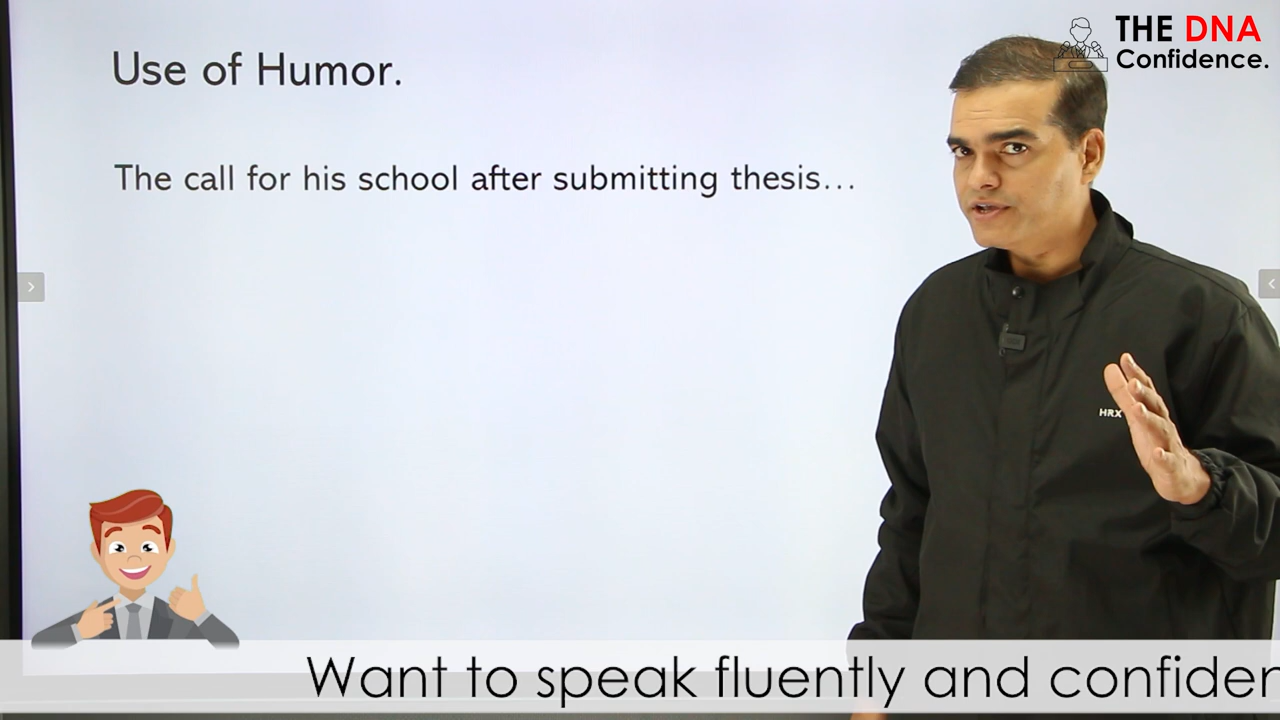 THE DNA
Confidence.
Use of Humor.
The call for his school after submitting thesis...
HRX
Want to speak fluently and confiden